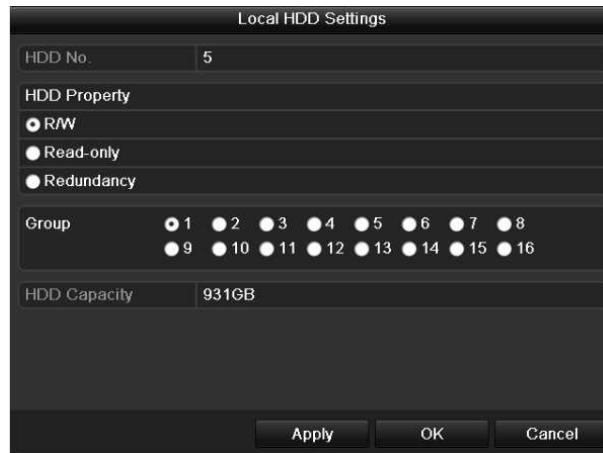 Local HDD Settings
HDD No. 5
HDD Property
R/W
Read-only
Redundancy
Group 1 2 3 4 5 6 7 8
9 10 11 12 13 14 15 16
HDD Capacity 931GB
Apply OK Cancel